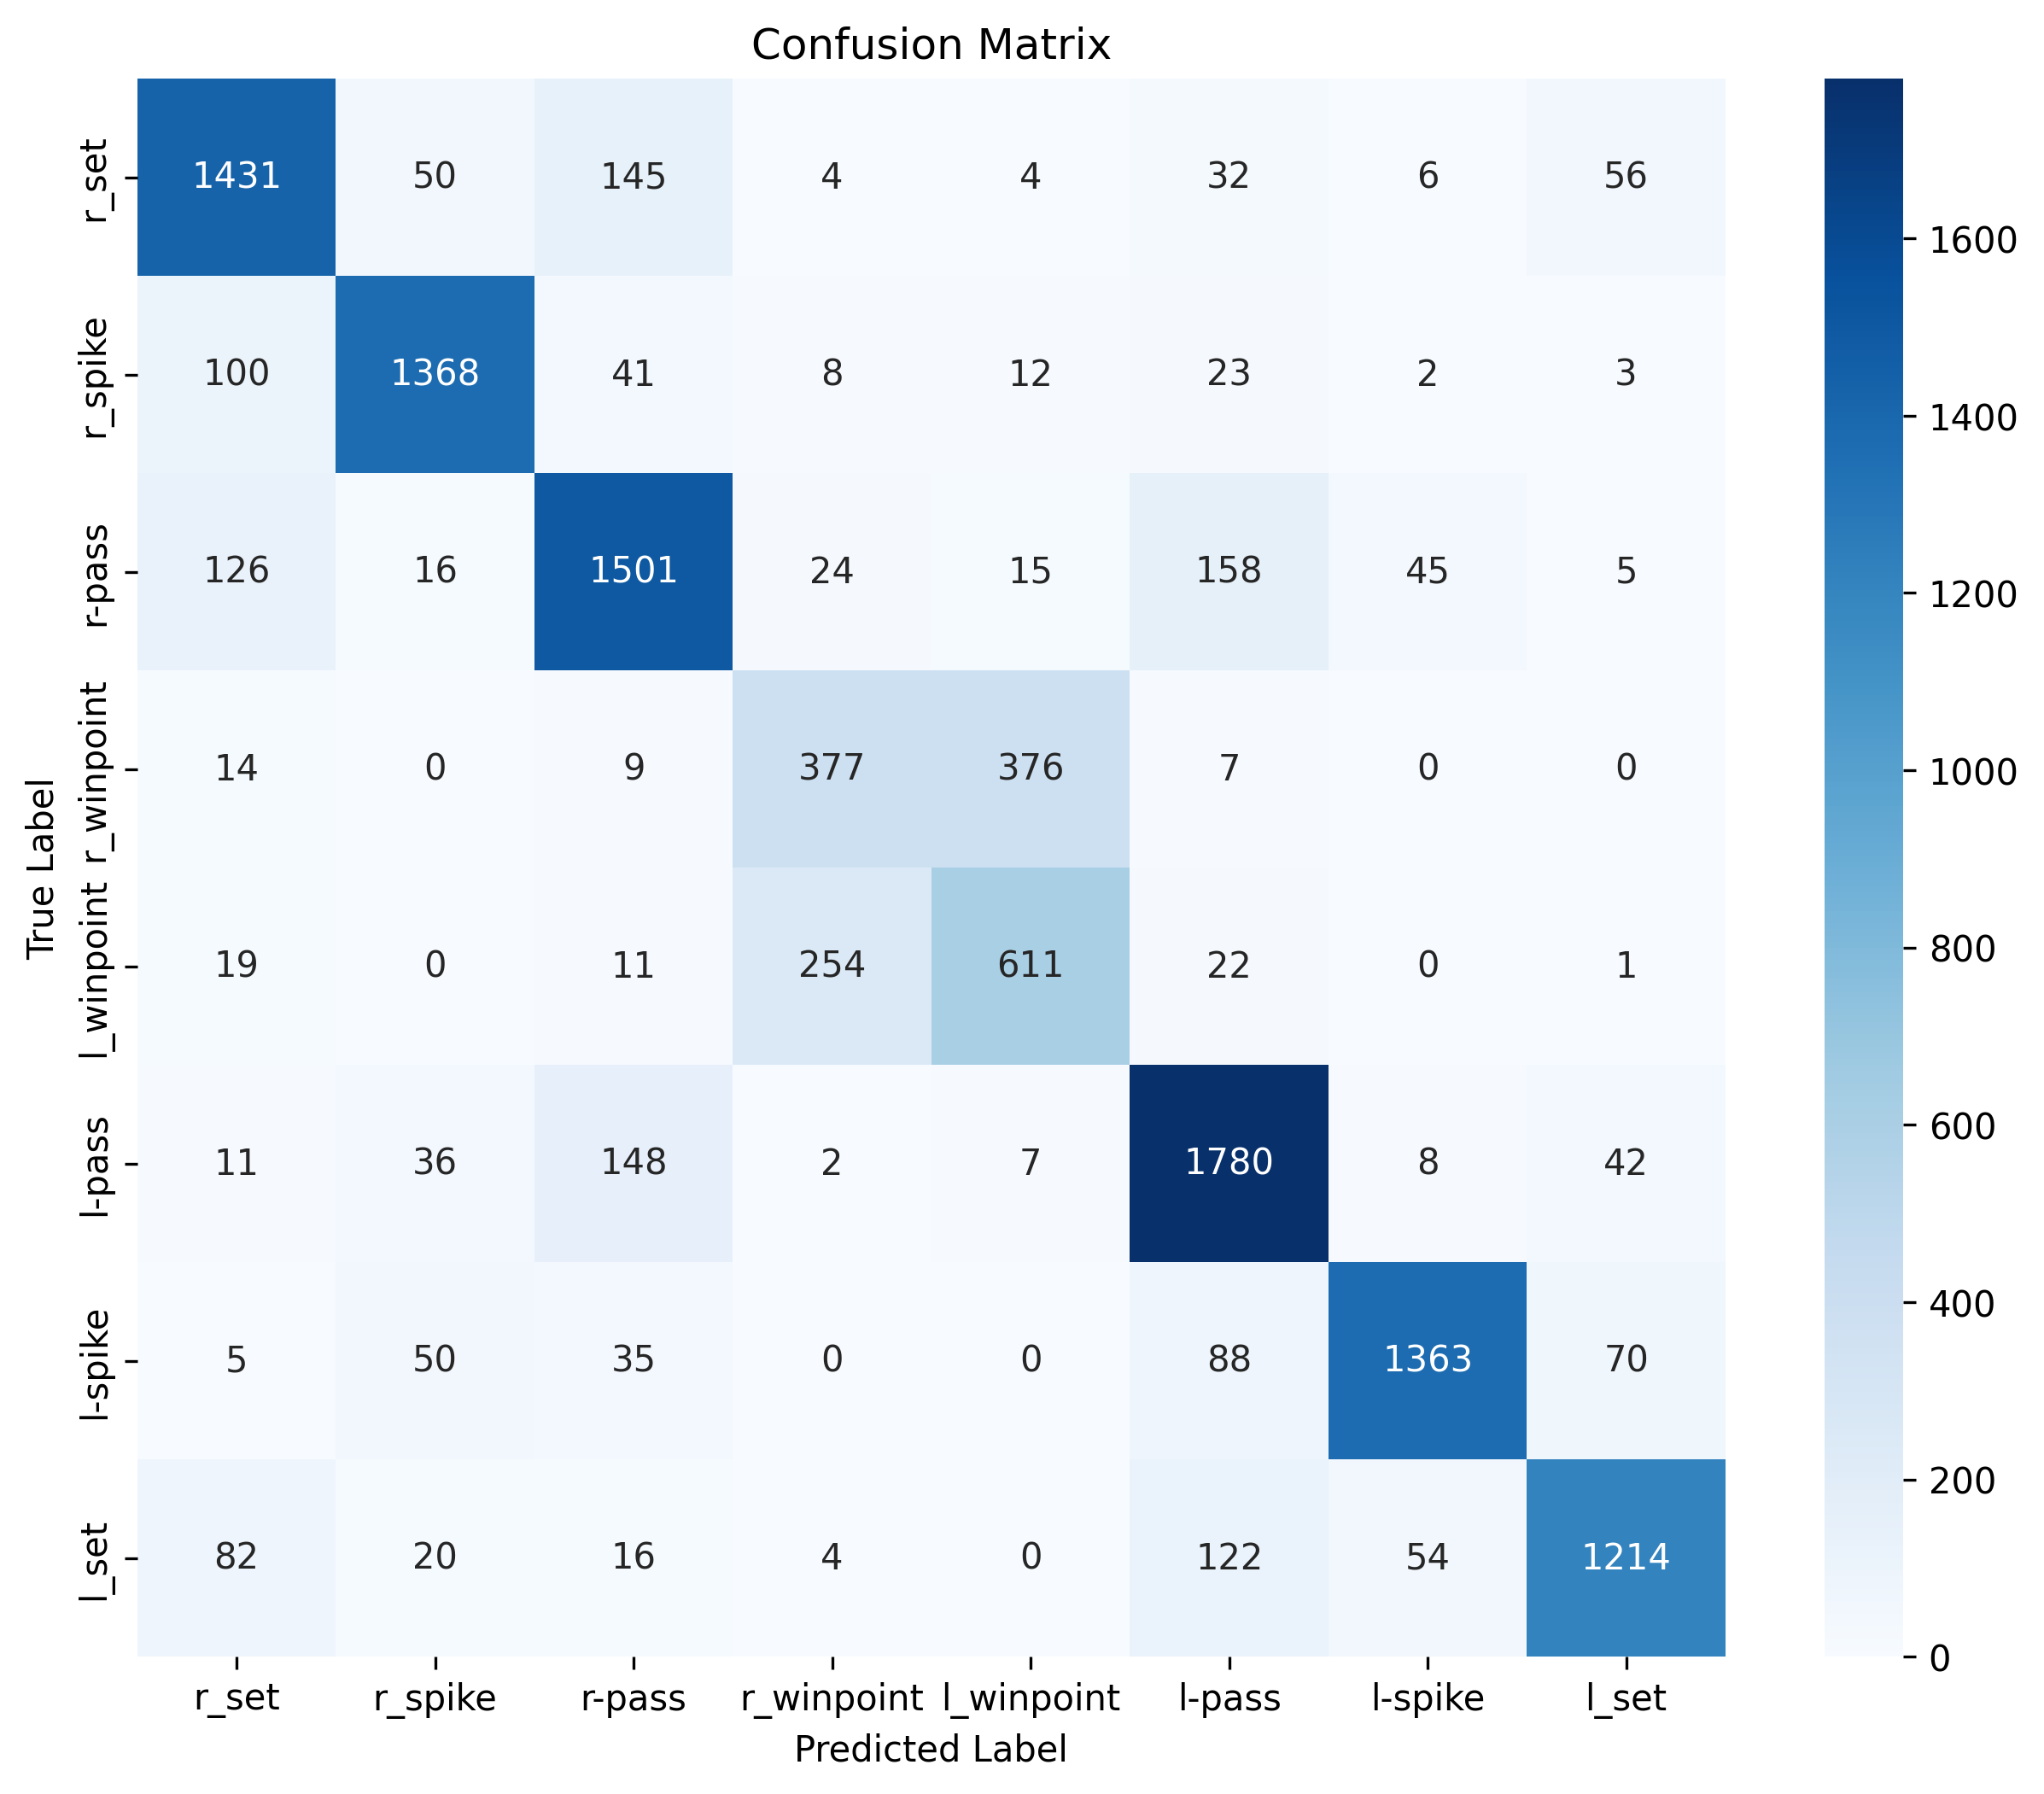 Confusion Matrix
r_set 1431 50 145 4 4 32 6 56
r_spike 100 1368 41 8 12 23 2 3
r-pass 126 16 1501 24 15 158 45 5
r_winpoint 14 0 9 377 376 7 0 0
l_winpoint 19 0 11 254 611 22 0 1
l-pass 11 36 148 2 7 1780 8 42
l-spike 5 50 35 0 0 88 1363 70
l_set 82 20 16 4 0 122 54 1214
r_set r_spike r-pass r_winpoint l_winpoint l-pass l-spike l_set
Predicted Label
True Label
1600
1400
1200
1000
800
600
400
200
0